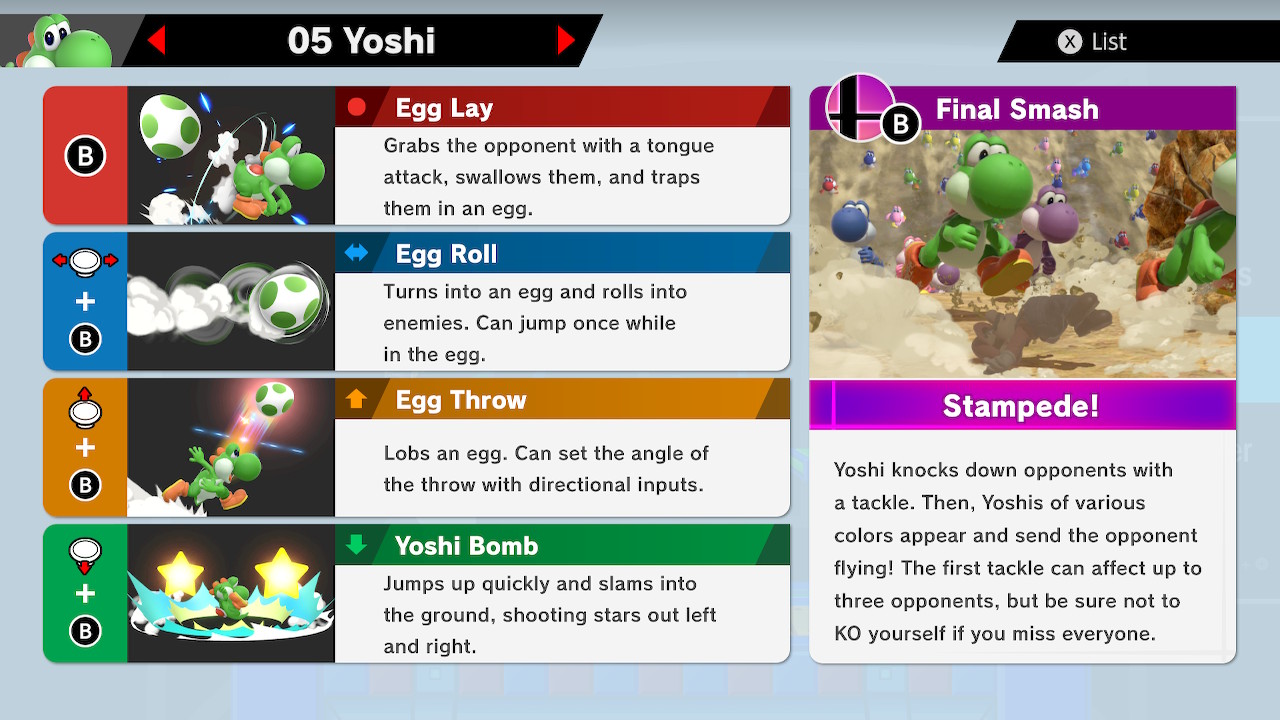 05 Yoshi
X List
B
Egg Lay
Grabs the opponent with a tongue
attack, swallows them, and traps
them in an egg.
+
B
Egg Roll
Turns into an egg and rolls into
enemies. Can jump once while
in the egg.
+
B
Egg Throw
Lobs an egg. Can set the angle of
the throw with directional inputs.
+
B
Yoshi Bomb
Jumps up quickly and slams into
the ground, shooting stars out left
and right.
B
Final Smash
Stampede!
Yoshi knocks down opponents with
a tackle. Then, Yoshis of various
colors appear and send the opponent
flying! The first tackle can affect up to
three opponents, but be sure not to
KO yourself if you miss everyone.